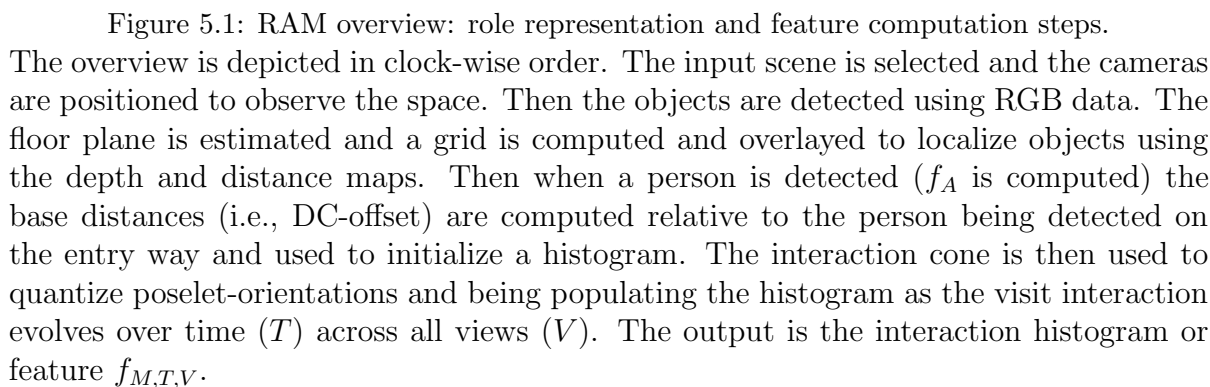 Figure 5.1: RAM overview: role representation and feature computation steps.
The overview is depicted in clock-wise order. The input scene is selected and the cameras
are positioned to observe the space. Then the objects are detected using RGB data. The
floor plane is estimated and a grid is computed and overlayed to localize objects using
the depth and distance maps. Then when a person is detected (f_A is computed) the
base distances (i.e., DC-offset) are computed relative to the person being detected on
the entry way and used to initialize a histogram. The interaction cone is then used to
quantize poselet-orientations and being populating the histogram as the visit interaction
evolves over time (T) across all views (V). The output is the interaction histogram or
feature f_{M,T,V}.